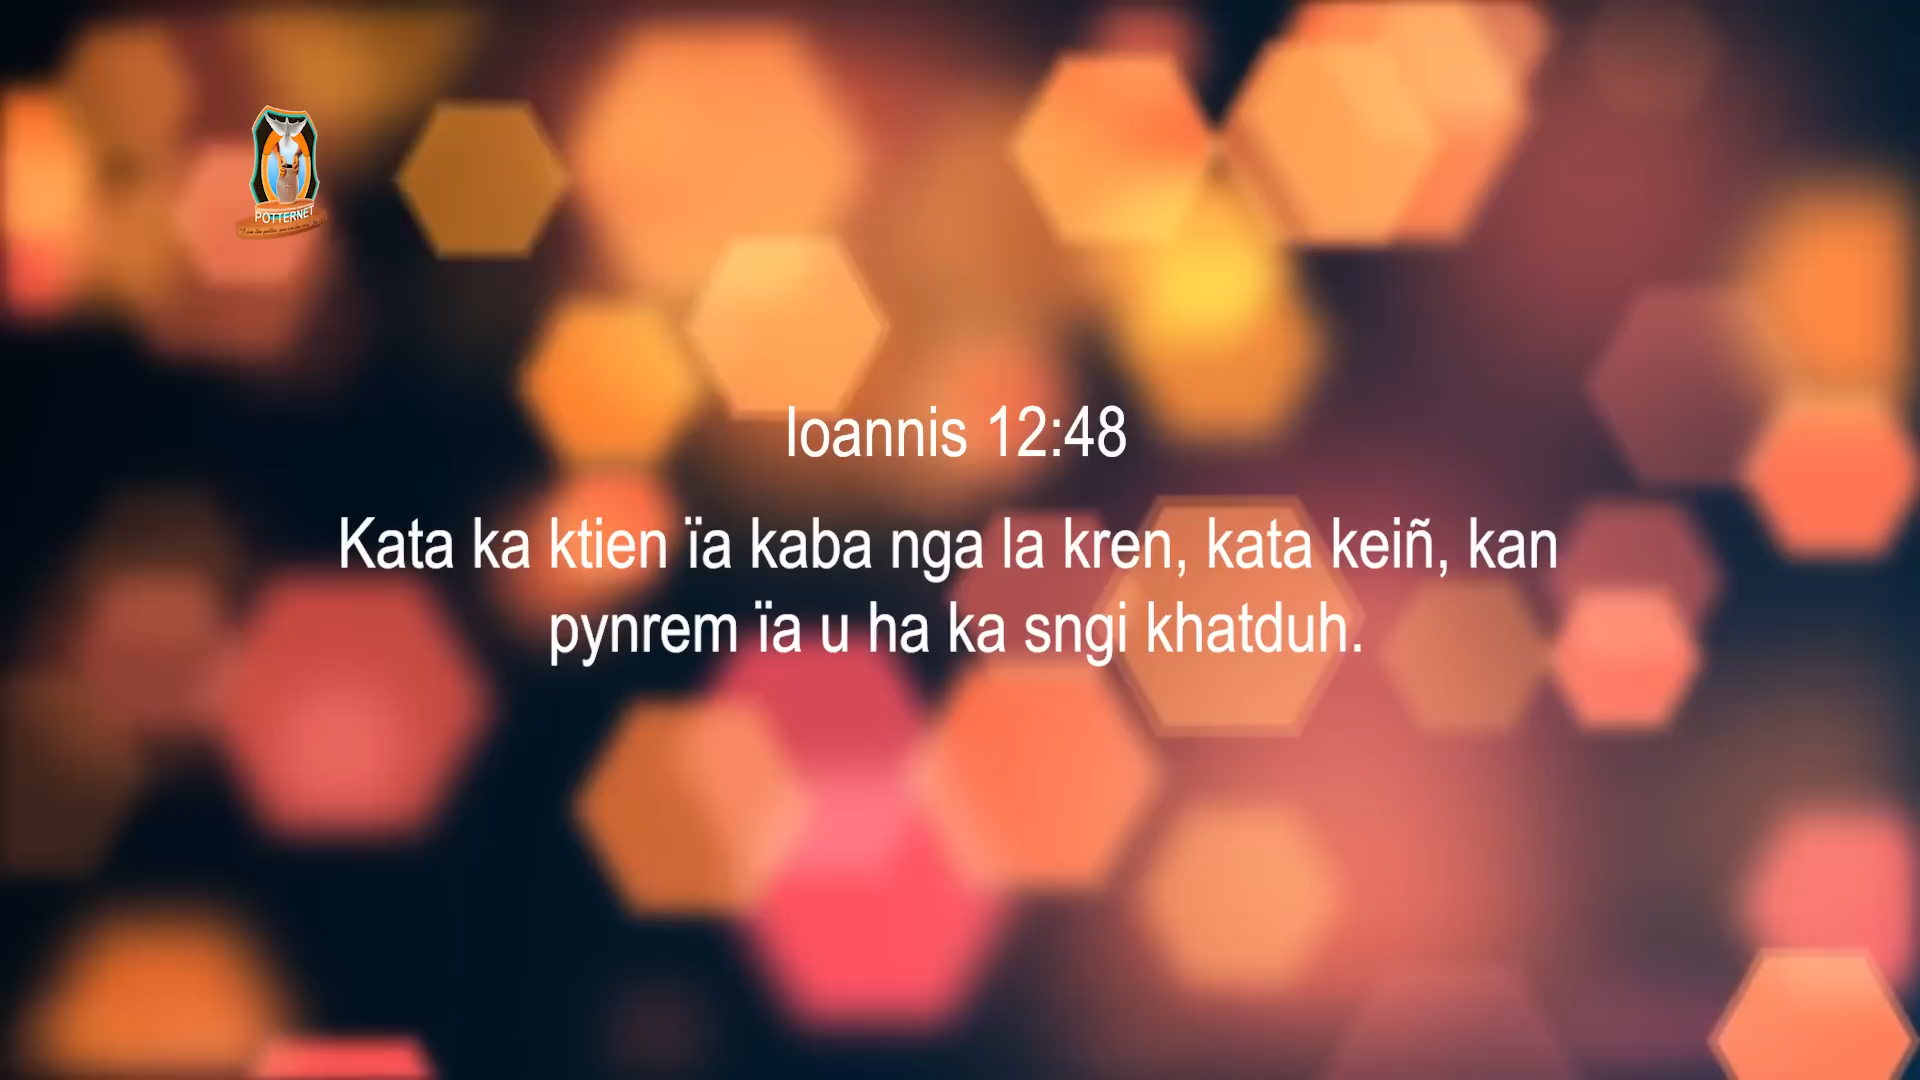 POTTERNET
Ioannis 12:48
Kata ka ktien ïa kaba nga la kren, kata keiñ, kan
pynrem ïa u ha ka sngi khatduh.